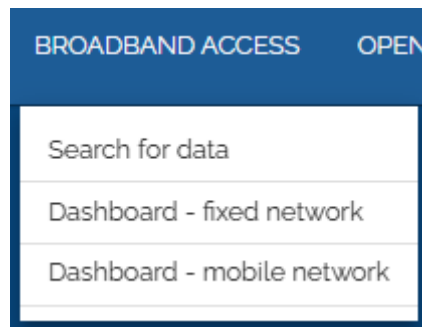 BROADBAND ACCESS OPEN
Search for data
Dashboard - fixed network
Dashboard - mobile network